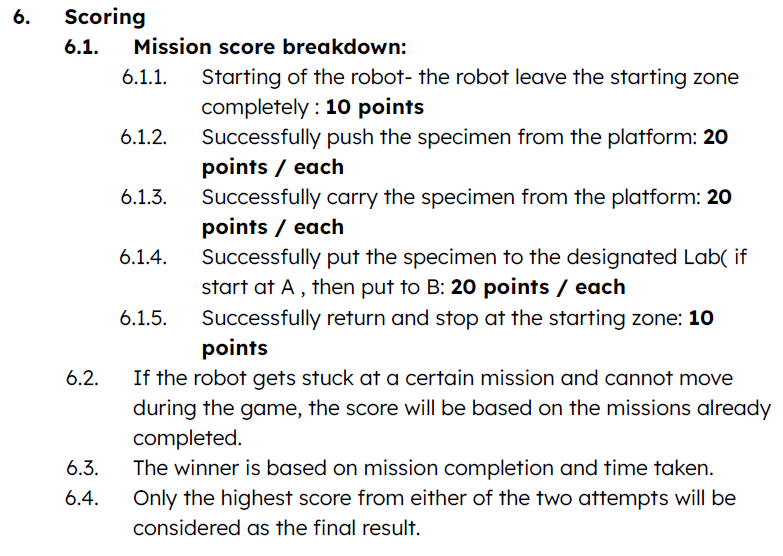 6. Scoring
6.1. Mission score breakdown:
6.1.1. Starting of the robot- the robot leave the starting zone
completely : 10 points
6.1.2. Successfully push the specimen from the platform: 20
points / each
6.1.3. Successfully carry the specimen from the platform: 20
points / each
6.1.4. Successfully put the specimen to the designated Lab( if
start at A , then put to B: 20 points / each
6.1.5. Successfully return and stop at the starting zone: 10
points
6.2. If the robot gets stuck at a certain mission and cannot move
during the game, the score will be based on the missions already
completed.
6.3. The winner is based on mission completion and time taken.
6.4. Only the highest score from either of the two attempts will be
considered as the final result.